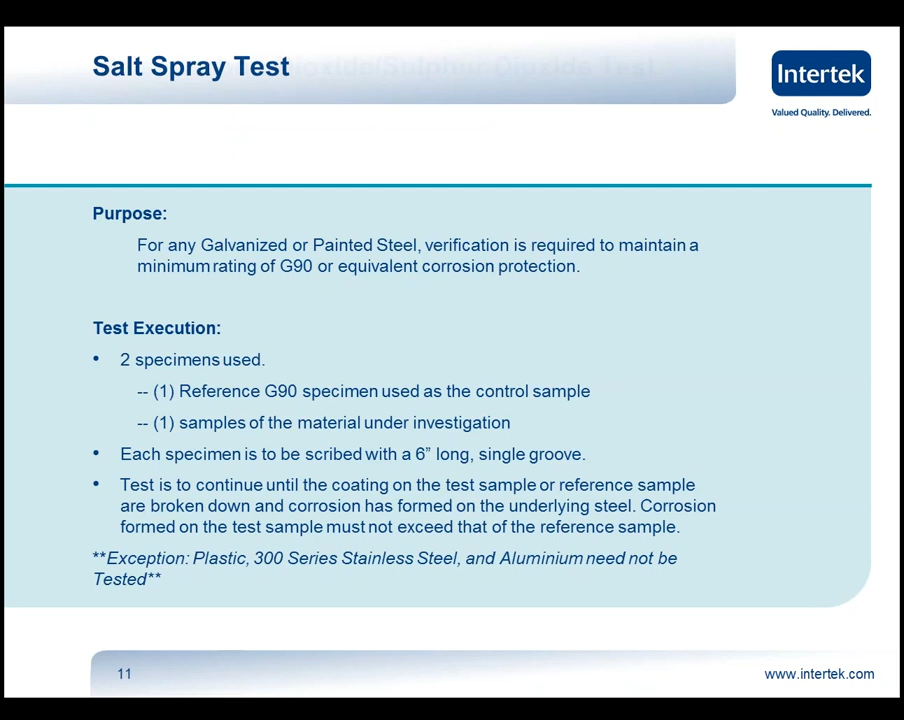 Salt Spray Test
Intertek
Valued Quality. Delivered.
Purpose:
For any Galvanized or Painted Steel, verification is required to maintain a
minimum rating of G90 or equivalent corrosion protection.
Test Execution:
• 2 specimens used.
-- (1) Reference G90 specimen used as the control sample
-- (1) samples of the material under investigation
• Each specimen is to be scribed with a 6” long, single groove.
• Test is to continue until the coating on the test sample or reference sample
are broken down and corrosion has formed on the underlying steel. Corrosion
formed on the test sample must not exceed that of the reference sample.
**Exception: Plastic, 300 Series Stainless Steel, and Aluminium need not be
Tested**
11
www.intertek.com